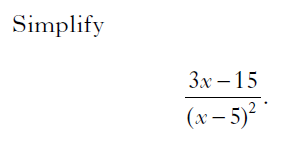 Simplify
3x – 15
(x – 5)² .